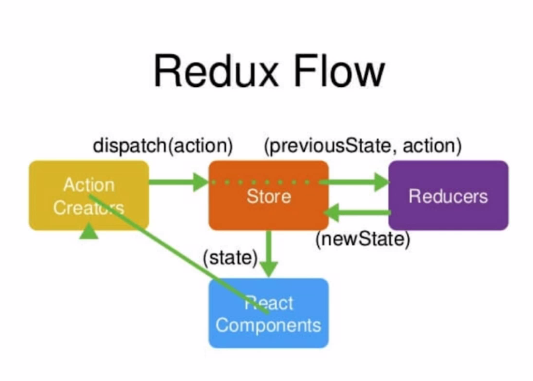 Redux Flow
dispatch(action)
(previousState, action)
Action
Creators
Store
Reducers
(newState)
(state)
React
Components